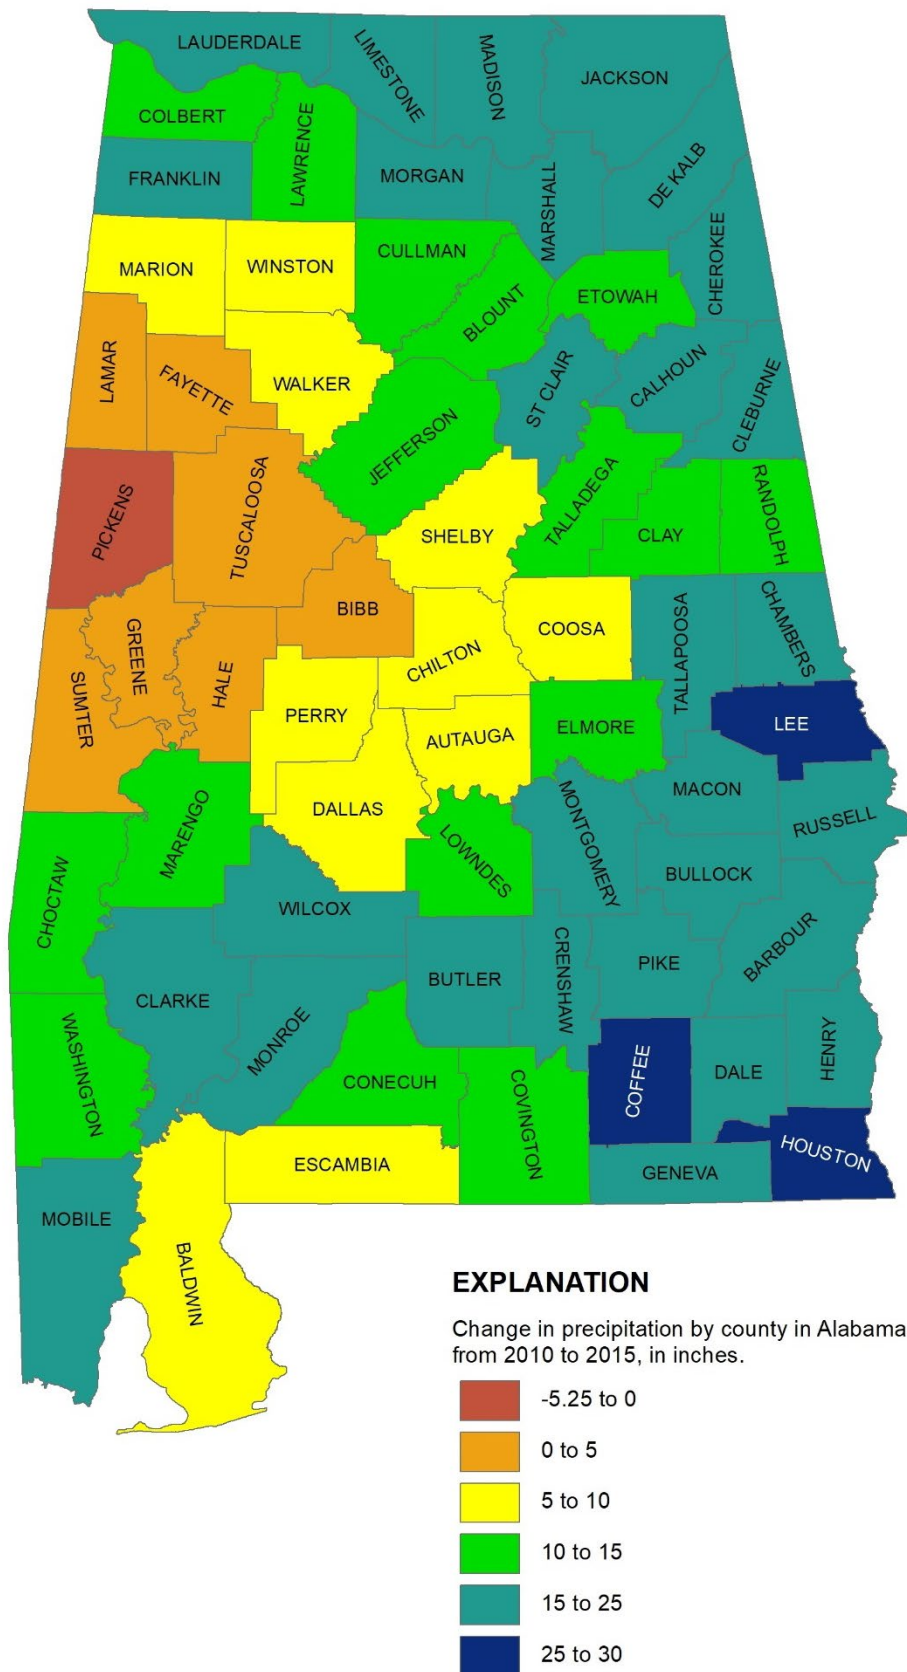 LAUDERDALE
LIMESTONE
MADISON
JACKSON
COLBERT
LAWRENCE
FRANKLIN
MORGAN
MARSHALL
DE KALB
CHEROKEE
MARION
WINSTON
CULLMAN
BLOUNT
ETOWAH
LAMAR
FAYETTE
WALKER
JEFFERSON
ST CLAIR
CALHOUN
CLEBURNE
PICKENS
TUSCALOOSA
SHELBY
TALLADEGA
CLAY
RANDOLPH
GREENE
BIBB
COOSA
TALLAPOOSA
CHAMBERS
SUMTER
HALE
PERRY
CHILTON
AUTAUGA
ELMORE
LEE
MARENGO
DALLAS
LOWNDES
MONTGOMERY
MACON
RUSSELL
CHOCTAW
WILCOX
BULLOCK
CLARKE
MONROE
BUTLER
CRENSHAW
PIKE
BARBOUR
WASHINGTON
CONECUH
COVINGTON
COFFEE
DALE
HENRY
ESCAMBIA
GENEVA
HOUSTON
MOBILE
BALDWIN
EXPLANATION
Change in precipitation by county in Alabama
from 2010 to 2015, in inches.
-5.25 to 0
0 to 5
5 to 10
10 to 15
15 to 25
25 to 30